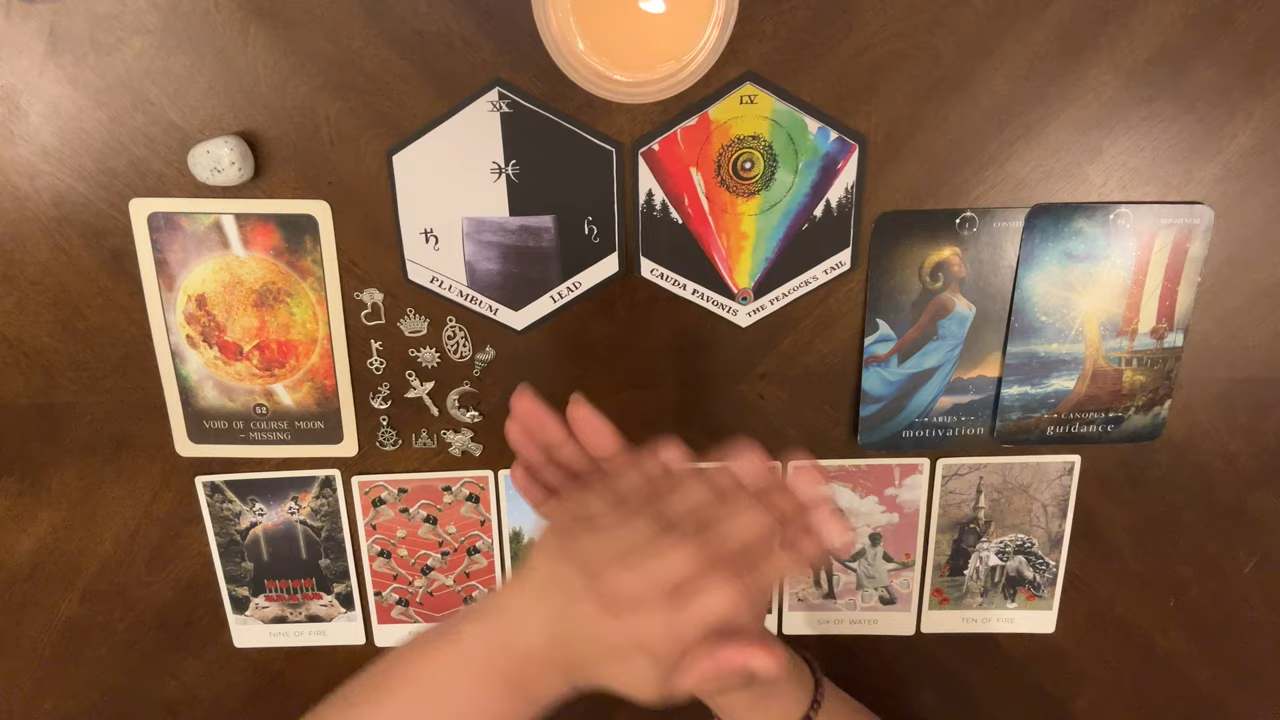 XX
PLUMBUM
LEAD
LV
CAUDA PAVONIS
THE PEACOCK'S TAIL
52
VOID OF COURSE MOON
– MISSING
I
ARIES
motivation
CANOPUS
guidance
NINE OF FIRE
SIX OF WATER
TEN OF FIRE